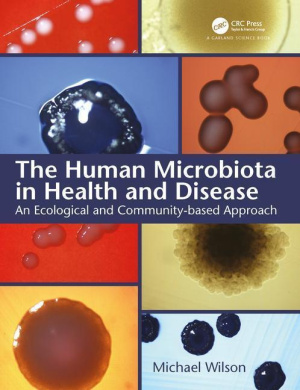 CRC Press
Taylor & Francis Group
A GARLAND SCIENCE BOOK
The Human Microbiota
in Health and Disease
An Ecological and Community-based Approach
Michael Wilson